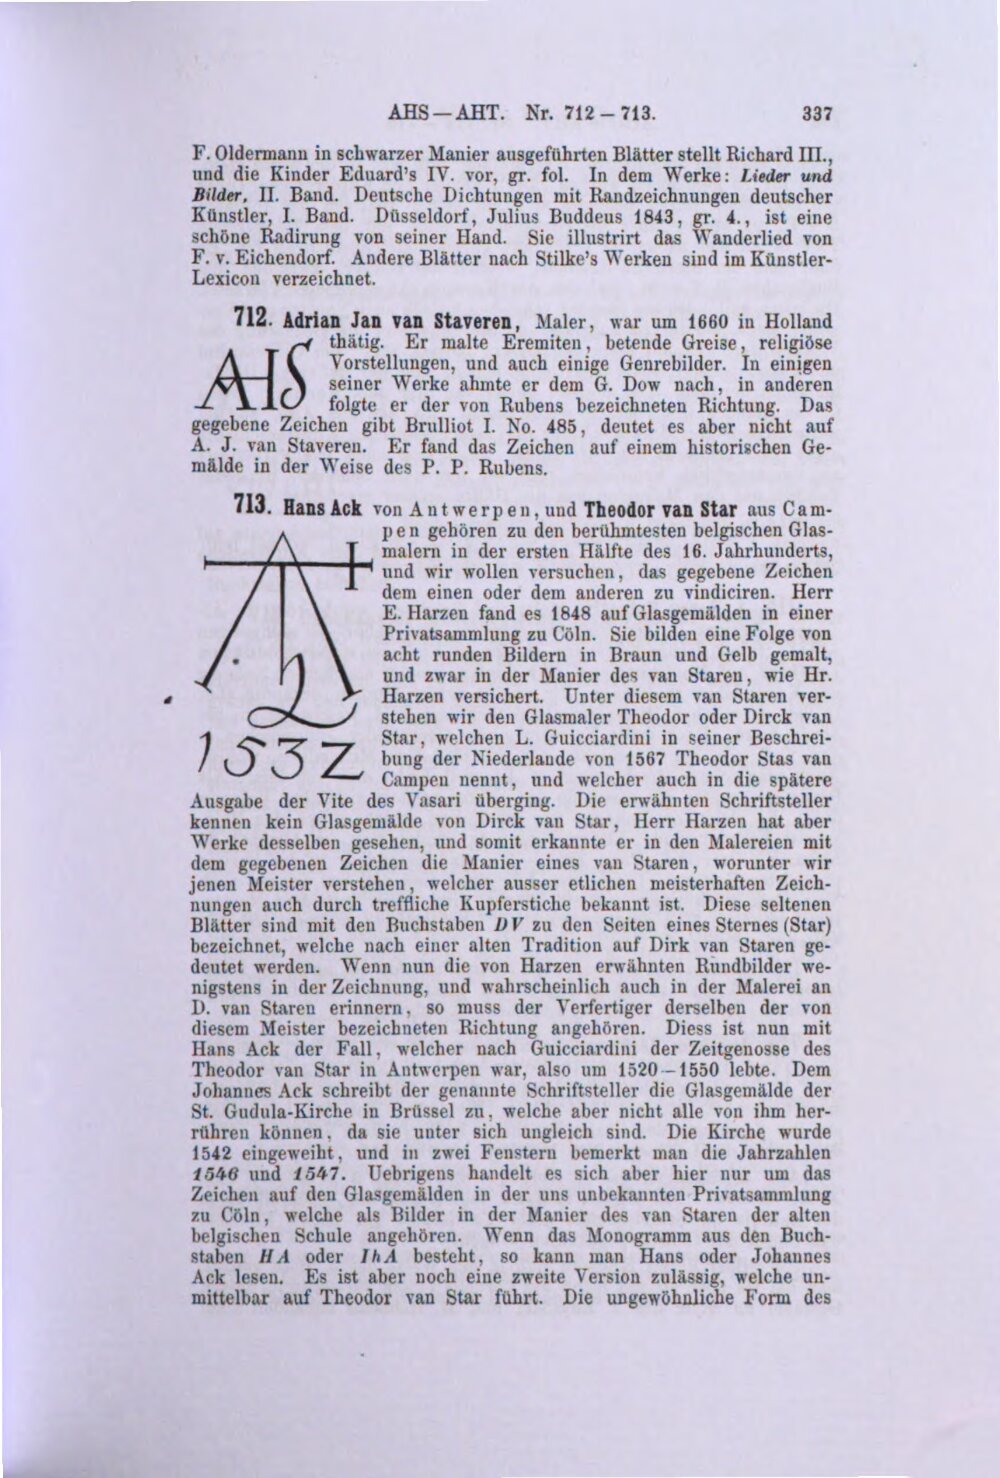 AHS — AHT. Nr. 712 – 713. 337
F. Oldermann in schwarzer Manier ausgeführten Blätter stellt Richard III.,
und die Kinder Eduard's IV. vor, gr. fol. In dem Werke: Lieder und
Bilder, II. Band. Deutsche Dichtungen mit Randzeichnungen deutscher
Künstler, I. Band. Düsseldorf, Julius Buddeus 1843, gr. 4., ist eine
schöne Radirung von seiner Hand. Sie illustrirt das Wanderlied von
F. v. Eichendorf. Andere Blätter nach Stilke's Werken sind im Künstler-
Lexicon verzeichnet.
712. Adrian Jan van Staveren, Maler, war um 1660 in Holland
thätig. Er malte Eremiten, betende Greise, religiöse
AHS
Vorstellungen, und auch einige Genrebilder. In einigen
seiner Werke ahmte er dem G. Dow nach, in anderen
folgte er der von Rubens bezeichneten Richtung. Das
gegebene Zeichen gibt Brulliot I. No. 485, deutet es aber nicht auf
A. J. van Staveren. Er fand das Zeichen auf einem historischen Ge-
mälde in der Weise des P. P. Rubens.
713. Hans Ack von Antwerpen, und Theodor van Star aus Cam-
pen gehören zu den berühmtesten belgischen Glas-
malern in der ersten Hälfte des 16. Jahrhunderts,
und wir wollen versuchen, das gegebene Zeichen
dem einen oder dem anderen zu vindiciren. Herr
E. Harzen fand es 1848 auf Glasgemälden in einer
Privatsammlung zu Cöln. Sie bilden eine Folge von
acht runden Bildern in Braun und Gelb gemalt,
und zwar in der Manier des van Staren, wie Hr.
Harzen versichert. Unter diesem van Staren ver-
stehen wir den Glasmaler Theodor oder Dirck van
1532
Star, welchen L. Guicciardini in seiner Beschrei-
bung der Niederlande von 1567 Theodor Stas van
Campen nennt, und welcher auch in die spätere
Ausgabe der Vite des Vasari überging. Die erwähnten Schriftsteller
kennen kein Glasgemälde von Dirck van Star, Herr Harzen hat aber
Werke desselben gesehen, und somit erkannte er in den Malereien mit
dem gegebenen Zeichen die Manier eines van Staren, worunter wir
jenen Meister verstehen, welcher ausser etlichen meisterhaften Zeich-
nungen auch durch treffliche Kupferstiche bekannt ist. Diese seltenen
Blätter sind mit den Buchstaben DV zu den Seiten eines Sternes (Star)
bezeichnet, welche nach einer alten Tradition auf Dirk van Staren ge-
deutet werden. Wenn nun die von Harzen erwähnten Rundbilder we-
nigstens in der Zeichnung, und wahrscheinlich auch in der Malerei an
D. van Staren erinnern, so muss der Verfertiger derselben der von
diesem Meister bezeichneten Richtung angehören. Diess ist nun mit
Hans Ack der Fall, welcher nach Guicciardini der Zeitgenosse des
Theodor van Star in Antwerpen war, also um 1520 – 1550 lebte. Dem
Johannes Ack schreibt der genannte Schriftsteller die Glasgemälde der
St. Gudula-Kirche in Brüssel zu, welche aber nicht alle von ihm her-
rühren können, da sie unter sich ungleich sind. Die Kirche wurde
1542 eingeweiht, und in zwei Fenstern bemerkt man die Jahrzahlen
1546 und 1547. Uebrigens handelt es sich aber hier nur um das
Zeichen auf den Glasgemälden in der uns unbekannten Privatsammlung
zu Cöln, welche als Bilder in der Manier des van Staren der alten
belgischen Schule angehören. Wenn das Monogramm aus den Buch-
staben HA oder IhA besteht, so kann man Hans oder Johannes
Ack lesen. Es ist aber noch eine zweite Version zulässig, welche un-
mittelbar auf Theodor van Star führt. Die ungewöhnliche Form des